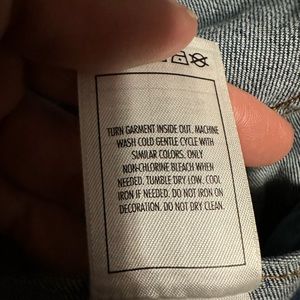 TURN GARMENT INSIDE OUT. MACHINE
WASH COLD GENTLE CYCLE WITH
SIMILAR COLORS. ONLY
NON-CHLORINE BLEACH WHEN
NEEDED. TUMBLE DRY LOW. COOL
IRON IF NEEDED. DO NOT IRON ON
DECORATION. DO NOT DRY CLEAN.